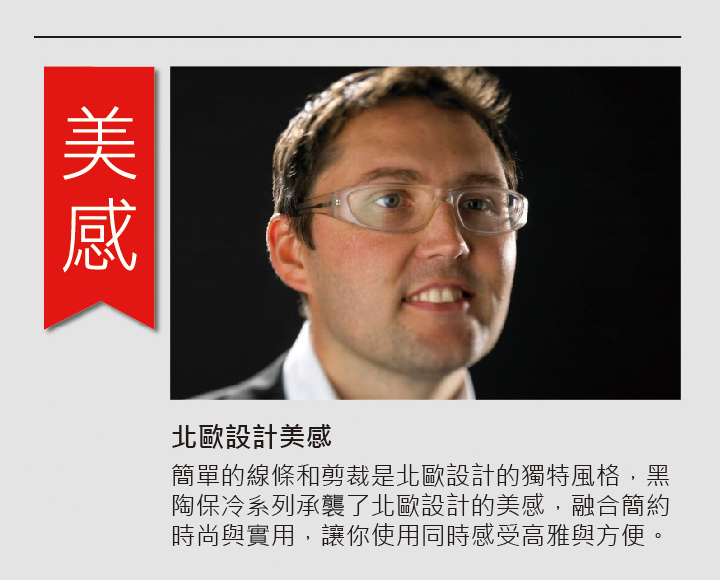 美感
北歐設計美感
簡單的線條和剪裁是北歐設計的獨特風格，黑
陶保冷系列承襲了北歐設計的美感，融合簡約
時尚與實用，讓你使用同時感受高雅與方便。